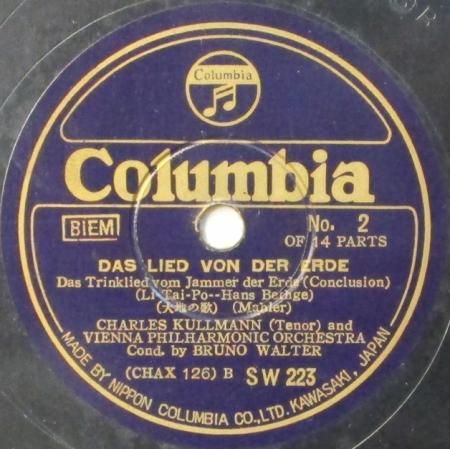 Columbia
Columbia
BIEM
No. 2
OF 14 PARTS
DAS LIED VON DER ERDE
Das Trinklied vom Jammer der Erde (Conclusion)
(Li-Tai-Po--Hans Bethge)
(大地の歌) (Mahler)
CHARLES KULLMANN (Tenor) and
VIENNA PHILHARMONIC ORCHESTRA
Cond. by BRUNO WALTER
(CHAX 126) B SW 223
MADE BY NIPPON COLUMBIA CO., LTD. KAWASAKI, JAPAN